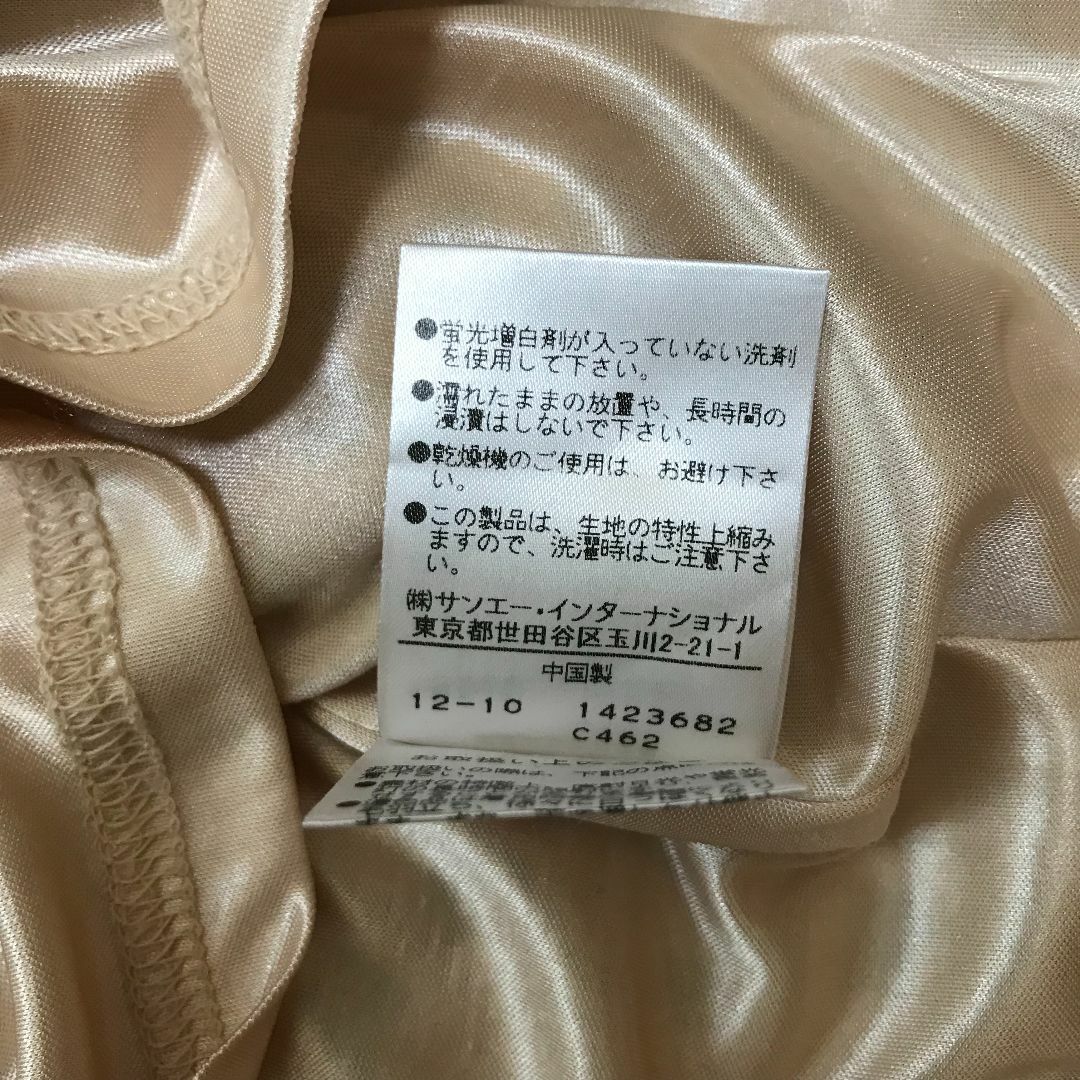 ●蛍光増白剤が入っていない洗剤
を使用して下さい。
●濡れたままの放置や、長時間の
浸漬はしないで下さい。
●乾燥機のご使用は、お避け下さ
い。
●この製品は、生地の特性上縮み
ますので、洗濯時はご注意下さ
い。
㈱サンエー・インターナショナル
東京都世田谷区玉川2-21-1
中国製
12-10 1423682
C462
お取扱い上の